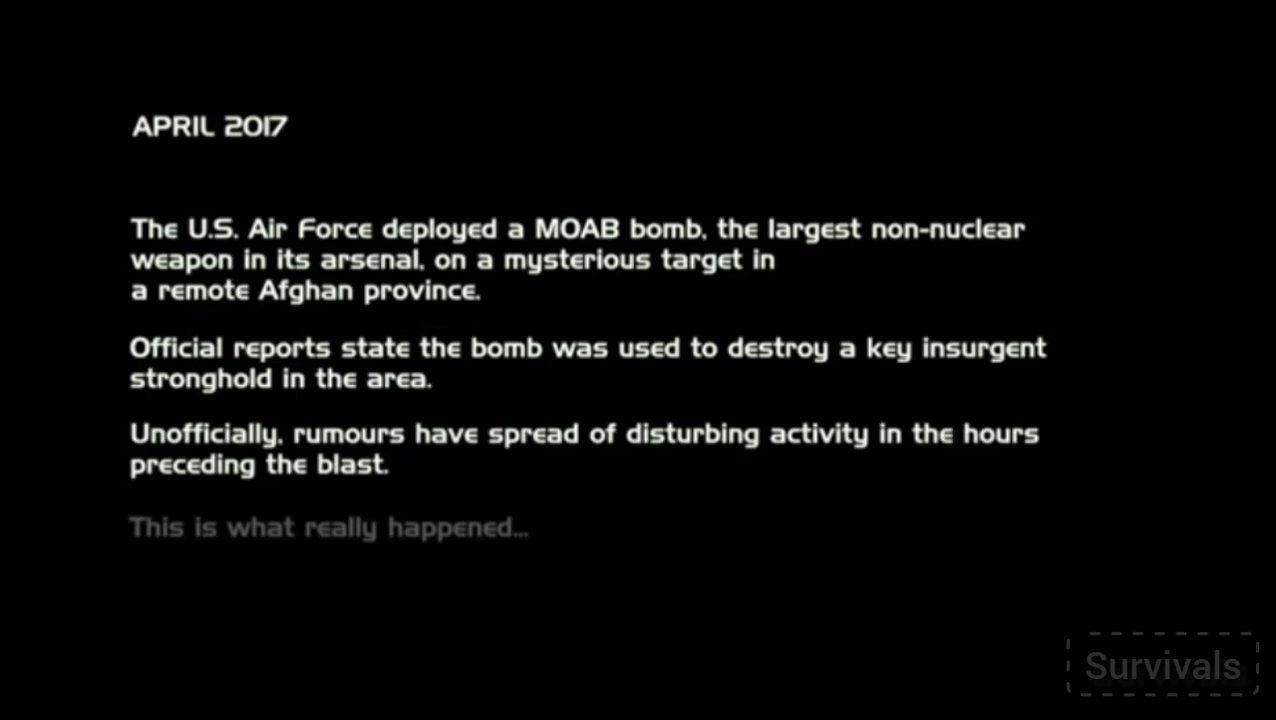 APRIL 2017
The U.S. Air Force deployed a MOAB bomb, the largest non-nuclear
weapon in its arsenal, on a mysterious target in
a remote Afghan province.
Official reports state the bomb was used to destroy a key insurgent
stronghold in the area.
Unofficially, rumours have spread of disturbing activity in the hours
preceding the blast.
This is what really happened...
Survivals